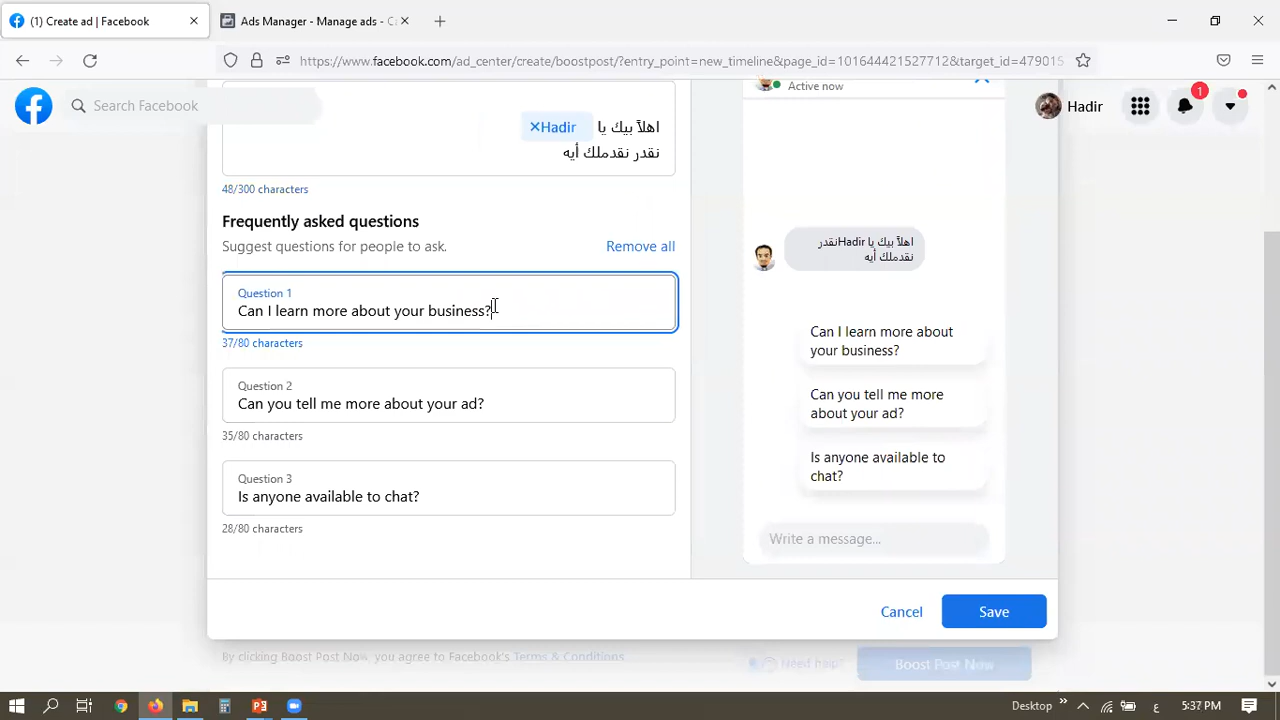 (1) Create ad | Facebook
Ads Manager - Manage ads - C
https://www.facebook.com/ad_center/create/boostpost/?entry_point=new_timeline&page_id=101644421527712&target_id=479015
Search Facebook
1
Hadir
Active now
اهلآ بيك يا ×Hadir
نقدر نقدملك أيه
48/300 characters
Frequently asked questions
Suggest questions for people to ask.
Remove all
Question 1
Can I learn more about your business?
37/80 characters
Question 2
Can you tell me more about your ad?
35/80 characters
Question 3
Is anyone available to chat?
28/80 characters
اهلآ بيك يا Hadirنقدر
نقدملك أيه
Can I learn more about
your business?
Can you tell me more
about your ad?
Is anyone available to
chat?
Write a message...
Cancel
Save
By clicking Boost Post Now, you agree to Facebook's Terms & Conditions
Need help?
Boost Post Now
Desktop
ع
5:37 PM